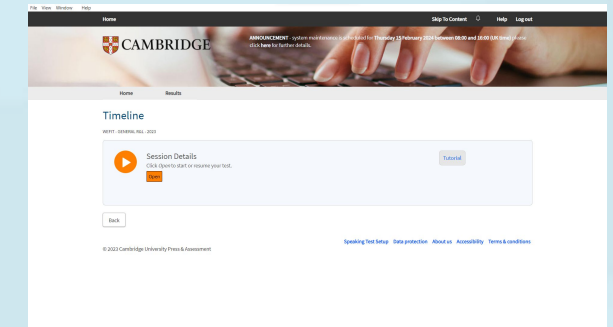 File View Window Help
Home Skip To Content Help Log out
CAMBRIDGE
ANNOUNCEMENT - system maintenance is scheduled for Thursday 15 February 2024 between 08:00 and 16:00 (UK time) please
click here for further details.
Home Results
Timeline
- GENERAL R&L - 2023
Session Details
Click Open to start or resume your test.
Open
Tutorial
Back
Speaking Test Setup Data protection About us Accessibility Terms & conditions
© 2023 Cambridge University Press & Assessment